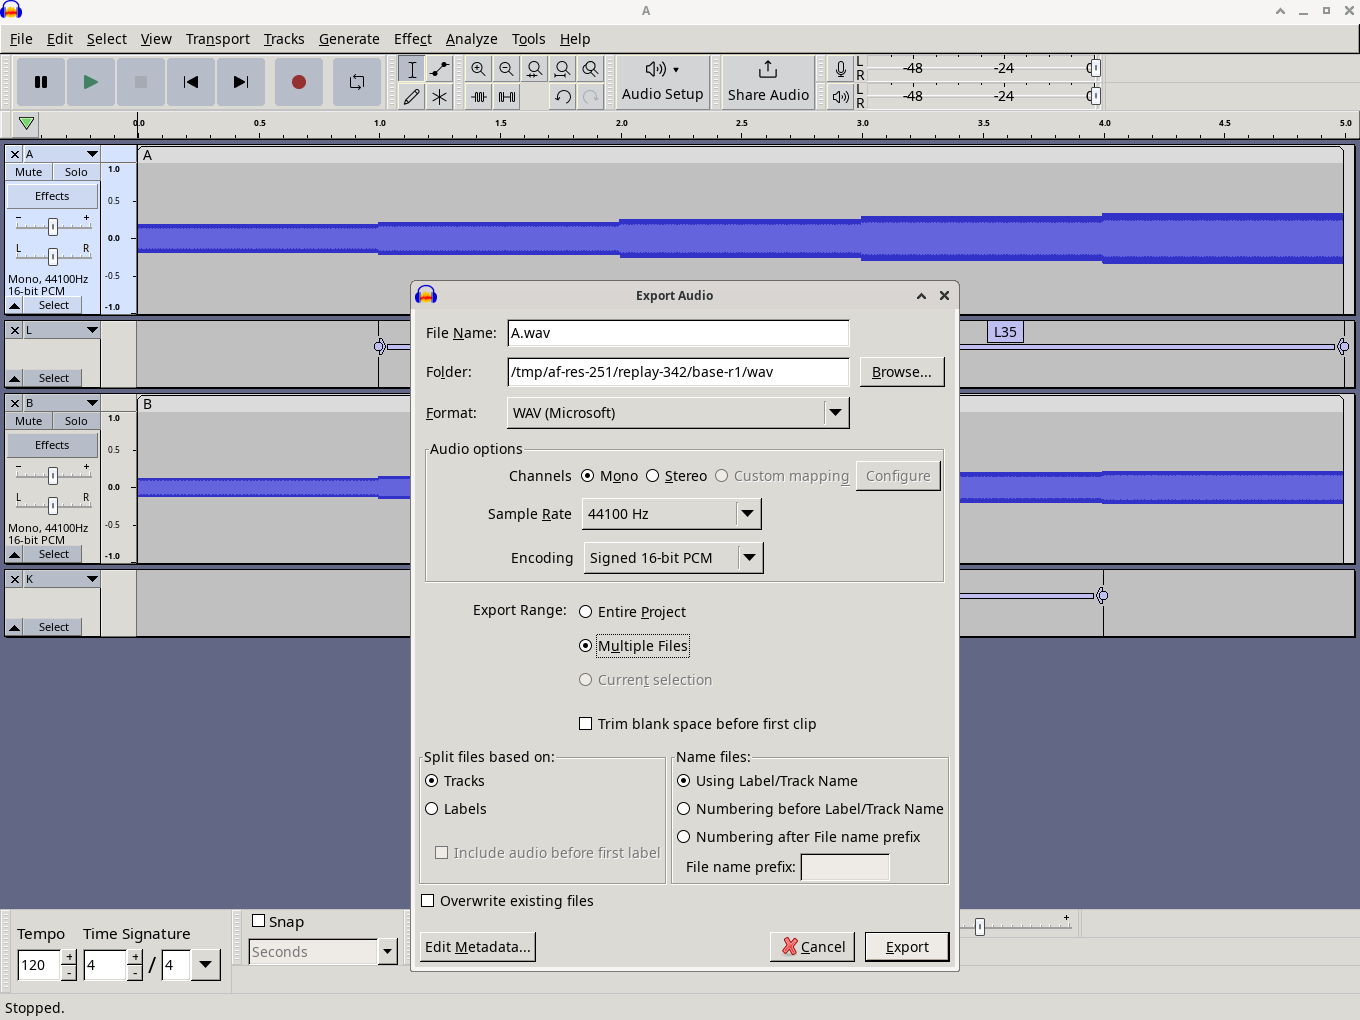 A
File Edit Select View Transport Tracks Generate Effect Analyze Tools Help
Audio Setup
Share Audio
L
R
-48 -24 0
L
R
-48 -24 0
0.0 0.5 1.0 1.5 2.0 2.5 3.0 3.5 4.0 4.5 5.0
A
Mute Solo
Effects
- +
L R
Mono, 44100Hz
16-bit PCM
Select
1.0
0.5
0.0
-0.5
-1.0
A
L
Select
L35
B
Mute Solo
Effects
- +
L R
Mono, 44100Hz
16-bit PCM
Select
1.0
0.5
0.0
-0.5
-1.0
B
K
Select
Export Audio
File Name: A.wav
Folder: /tmp/af-res-251/replay-342/base-r1/wav Browse...
Format: WAV (Microsoft)
Audio options
Channels Mono Stereo Custom mapping Configure
Sample Rate 44100 Hz
Encoding Signed 16-bit PCM
Export Range: Entire Project
Multiple Files
Current selection
Trim blank space before first clip
Split files based on:
Tracks
Labels
Include audio before first label
Name files:
Using Label/Track Name
Numbering before Label/Track Name
Numbering after File name prefix
File name prefix:
Overwrite existing files
Edit Metadata... Cancel Export
Tempo
120
+
-
Time Signature
4
+
-
/
4
Snap
Seconds
+
Stopped.